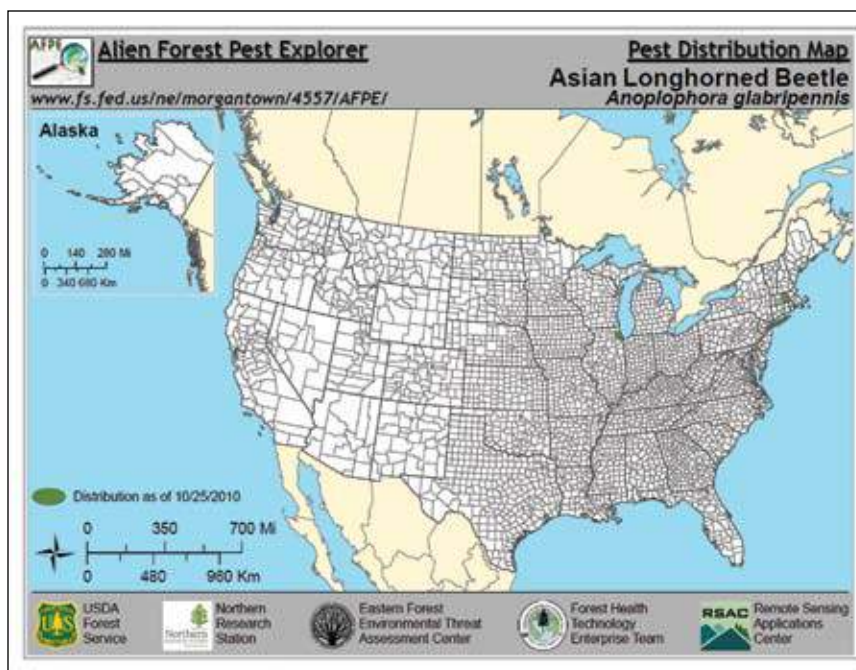 AFPE
Alien Forest Pest Explorer
Pest Distribution Map
Asian Longhorned Beetle
www.fs.fed.us/ne/morgantown/4557/AFPE/
Anoplophora glabripennis
Alaska
0 140 280 Mi
0 340 680 Km
Distribution as of 10/25/2010
0 350 700 Mi
0 480 960 Km
USDA
Forest
Service
Northern
Research
Station
Eastern Forest
Environmental Threat
Assessment Center
Forest Health
Technology
Enterprise Team
RSAC
Remote Sensing
Applications
Center